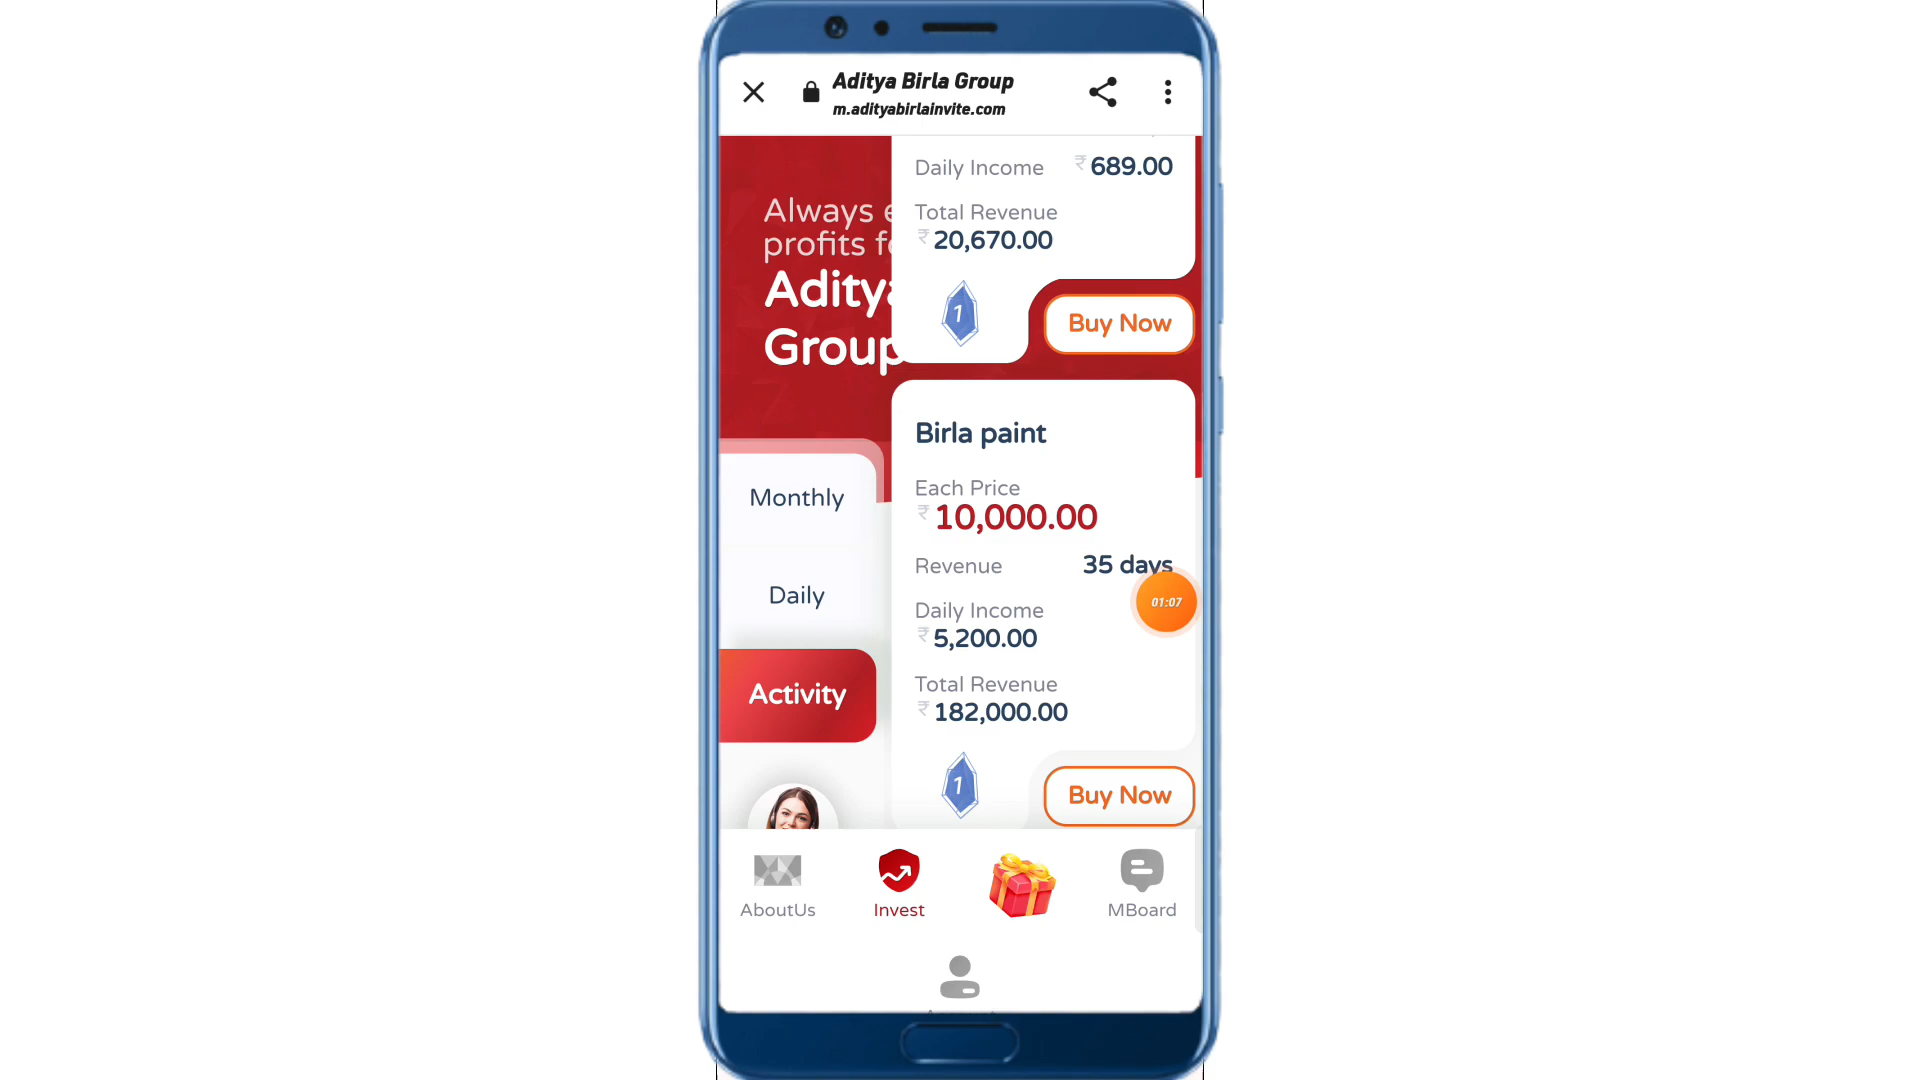 Aditya Birla Group
m.adityabirlainvite.com
Daily Income ₹ 689.00
Total Revenue
₹ 20,670.00
Always
profits
Group
1
Buy Now
Birla paint
Each Price
₹ 10,000.00
Revenue 35 days
Daily Income
₹ 5,200.00
Total Revenue
₹ 182,000.00
1
Buy Now
Monthly
Daily
Activity
01:07
AboutUs
Invest
MBoard